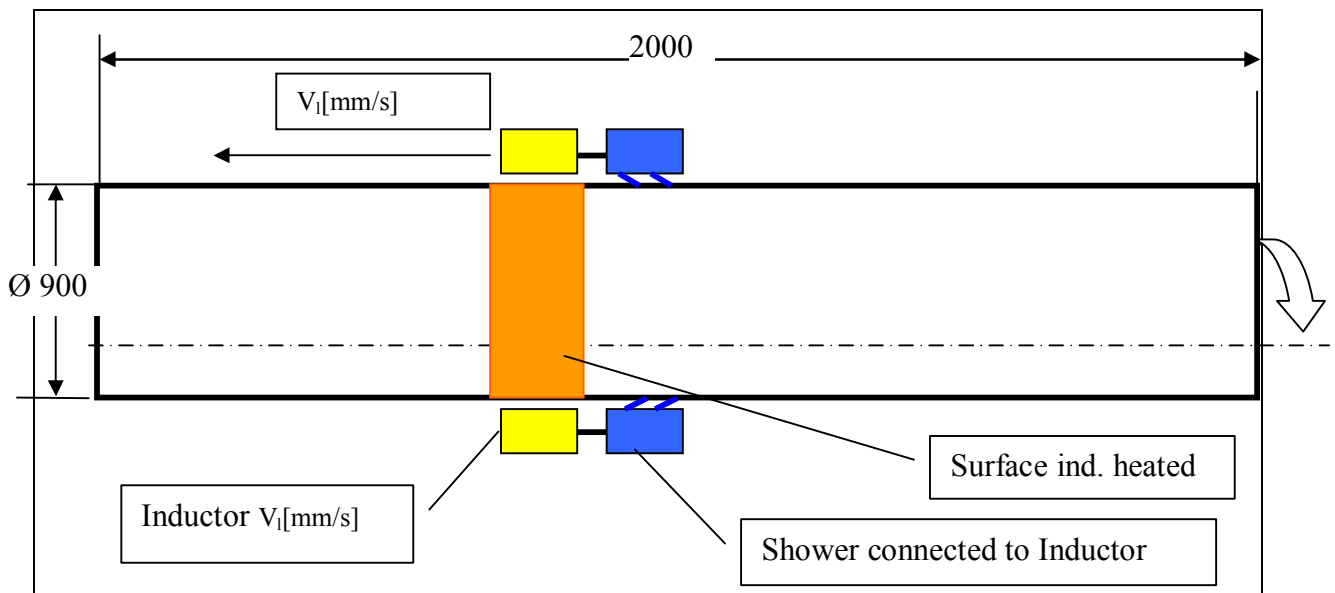 2000
Vₗ[mm/s]
Ø 900
Surface ind. heated
Inductor Vₗ[mm/s]
Shower connected to Inductor